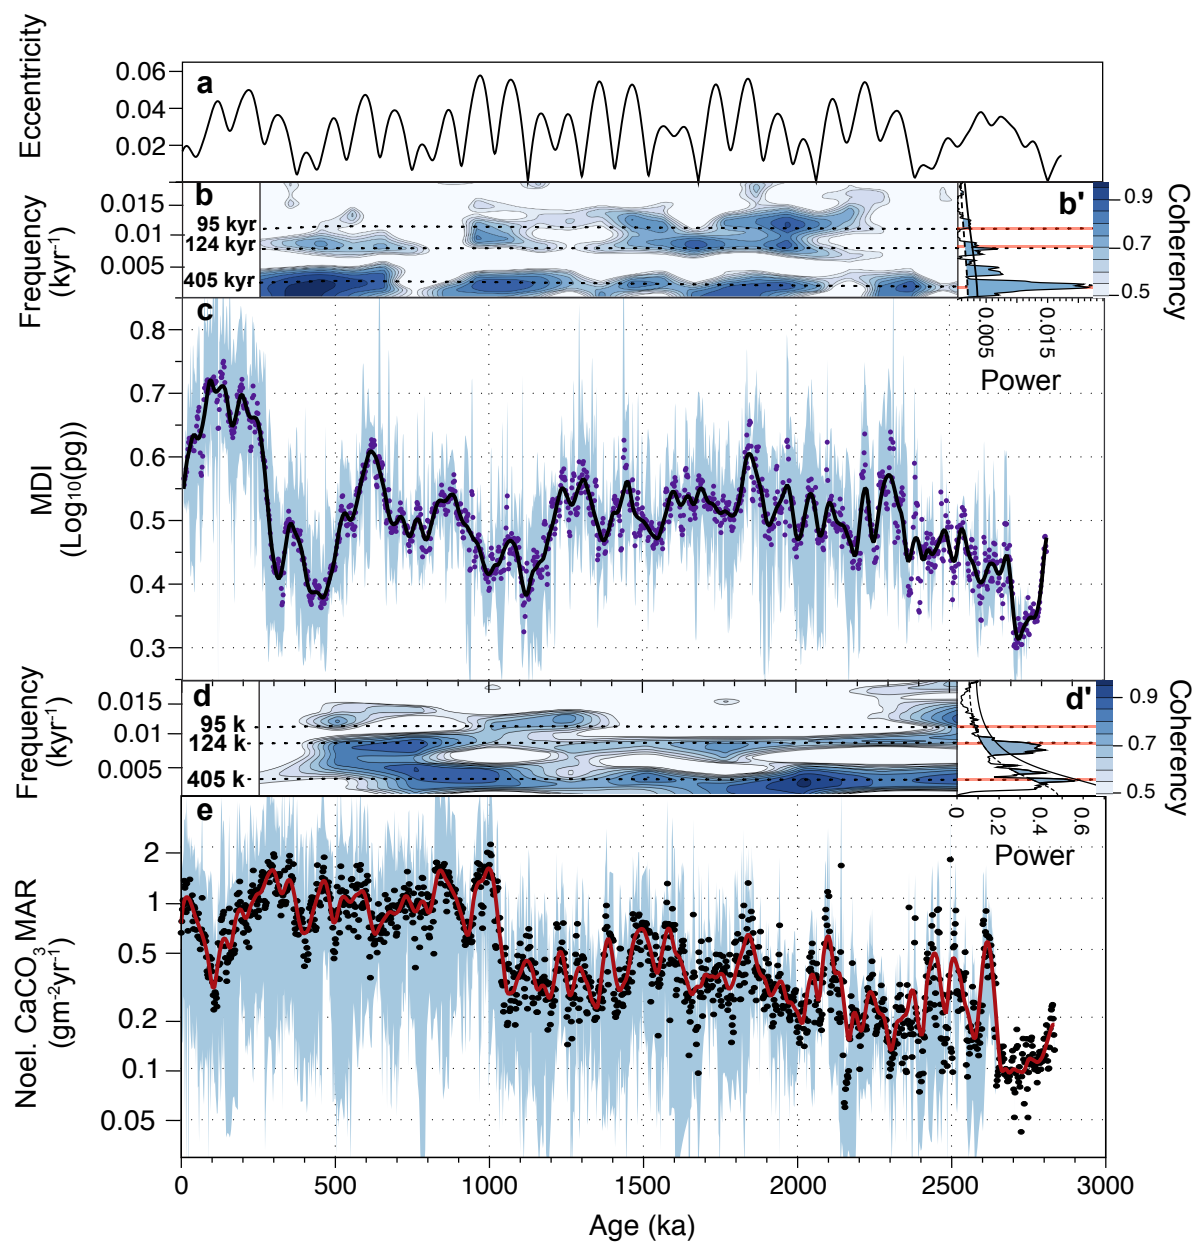 Eccentricity
0.06
0.04
0.02
a
Frequency
(kyr⁻¹)
0.015
0.010
0.005
b
95 kyr
124 kyr
405 kyr
b'
0.9
0.7
0.5
Coherency
0.005
0.015
Power
c
MDI
(Log₁₀(pg))
0.8
0.7
0.6
0.5
0.4
0.3
Frequency
(kyr⁻¹)
0.015
0.010
0.005
d
95 k
124 k
405 k
d'
0.9
0.7
0.5
Coherency
0
0.2
0.4
0.6
Power
e
Noel. CaCO₃ MAR
(gm⁻²yr⁻¹)
2
1
0.5
0.2
0.1
0.05
0
500
1000
1500
2000
2500
3000
Age (ka)